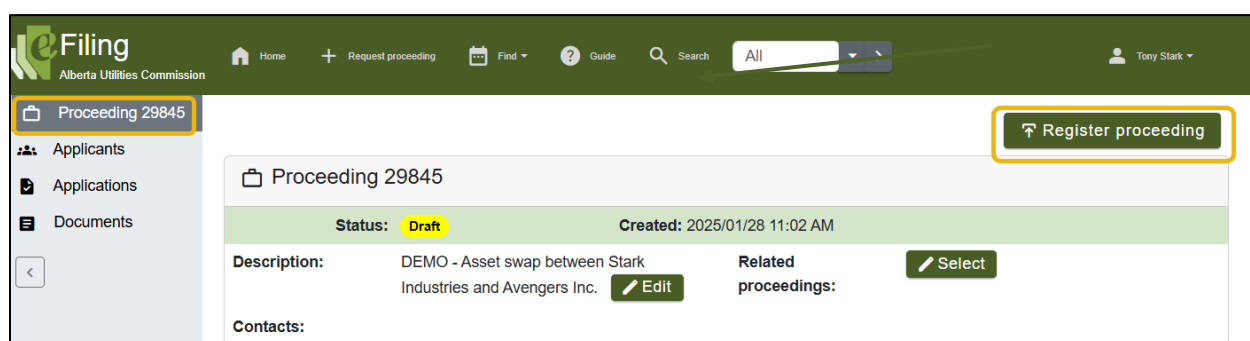 eFiling
Alberta Utilities Commission
Home
Request proceeding
Find
Guide
Search
All
Tony Stark
Proceeding 29845
Applicants
Applications
Documents
Register proceeding
Proceeding 29845
Status: Draft Created: 2025/01/28 11:02 AM
Description: DEMO - Asset swap between Stark Related Select
Industries and Avengers Inc. Edit proceedings:
Contacts: